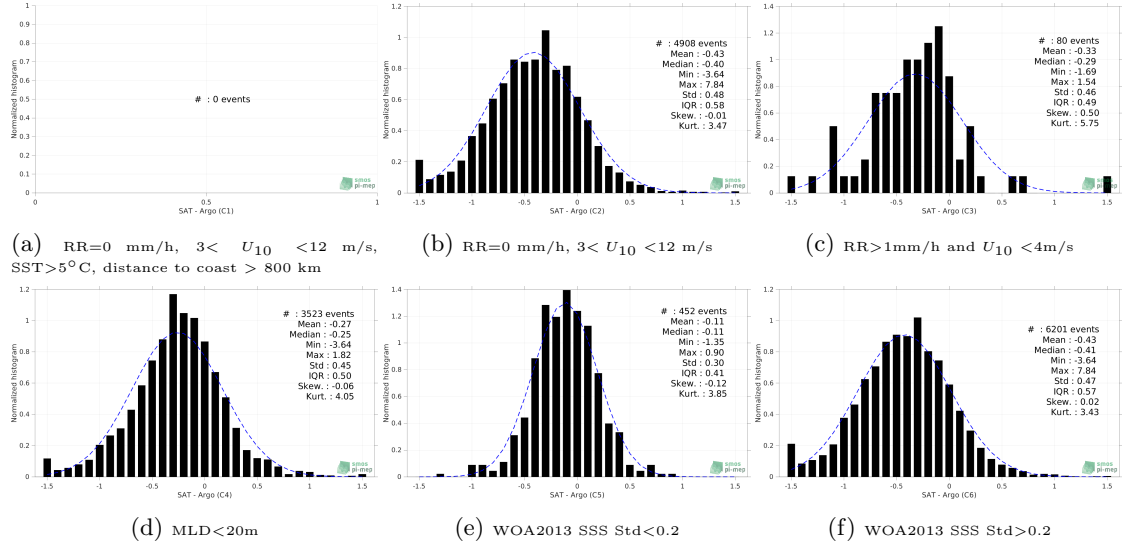 1
0.9
0.8
0.7
0.6
0.5
0.4
0.3
0.2
0.1
0
Normalized histogram
# : 0 events
0 0.5 1
SAT - Argo (C1)
smos
pi-mep
(a) RR=0 mm/h, 3< U10 <12 m/s,
SST>5°C, distance to coast > 800 km
1.2
1
0.8
0.6
0.4
0.2
0
Normalized histogram
# : 4908 events
Mean : -0.43
Median : -0.40
Min : -3.64
Max : 7.84
Std : 0.48
IQR : 0.58
Skew. : -0.01
Kurt. : 3.47
-1.5 -1 -0.5 0 0.5 1 1.5
SAT - Argo (C2)
smos
pi-mep
(b) RR=0 mm/h, 3< U10 <12 m/s
1.4
1.2
1
0.8
0.6
0.4
0.2
0
Normalized histogram
# : 80 events
Mean : -0.33
Median : -0.29
Min : -1.69
Max : 1.54
Std : 0.46
IQR : 0.49
Skew. : 0.50
Kurt. : 5.75
-1.5 -1 -0.5 0 0.5 1 1.5
SAT - Argo (C3)
smos
pi-mep
(c) RR>1mm/h and U10 <4m/s
1.2
1
0.8
0.6
0.4
0.2
0
Normalized histogram
# : 3523 events
Mean : -0.27
Median : -0.25
Min : -3.64
Max : 1.82
Std : 0.45
IQR : 0.50
Skew. : -0.06
Kurt. : 4.05
-1.5 -1 -0.5 0 0.5 1 1.5
SAT - Argo (C4)
smos
pi-mep
(d) MLD<20m
1.4
1.2
1
0.8
0.6
0.4
0.2
0
Normalized histogram
# : 452 events
Mean : -0.11
Median : -0.11
Min : -1.35
Max : 0.90
Std : 0.30
IQR : 0.41
Skew. : -0.12
Kurt. : 3.85
-1.5 -1 -0.5 0 0.5 1 1.5
SAT - Argo (C5)
smos
pi-mep
(e) WOA2013 SSS Std<0.2
1.2
1
0.8
0.6
0.4
0.2
0
Normalized histogram
# : 6201 events
Mean : -0.43
Median : -0.41
Min : -3.64
Max : 7.84
Std : 0.47
IQR : 0.57
Skew. : 0.02
Kurt. : 3.43
-1.5 -1 -0.5 0 0.5 1 1.5
SAT - Argo (C6)
smos
pi-mep
(f) WOA2013 SSS Std>0.2